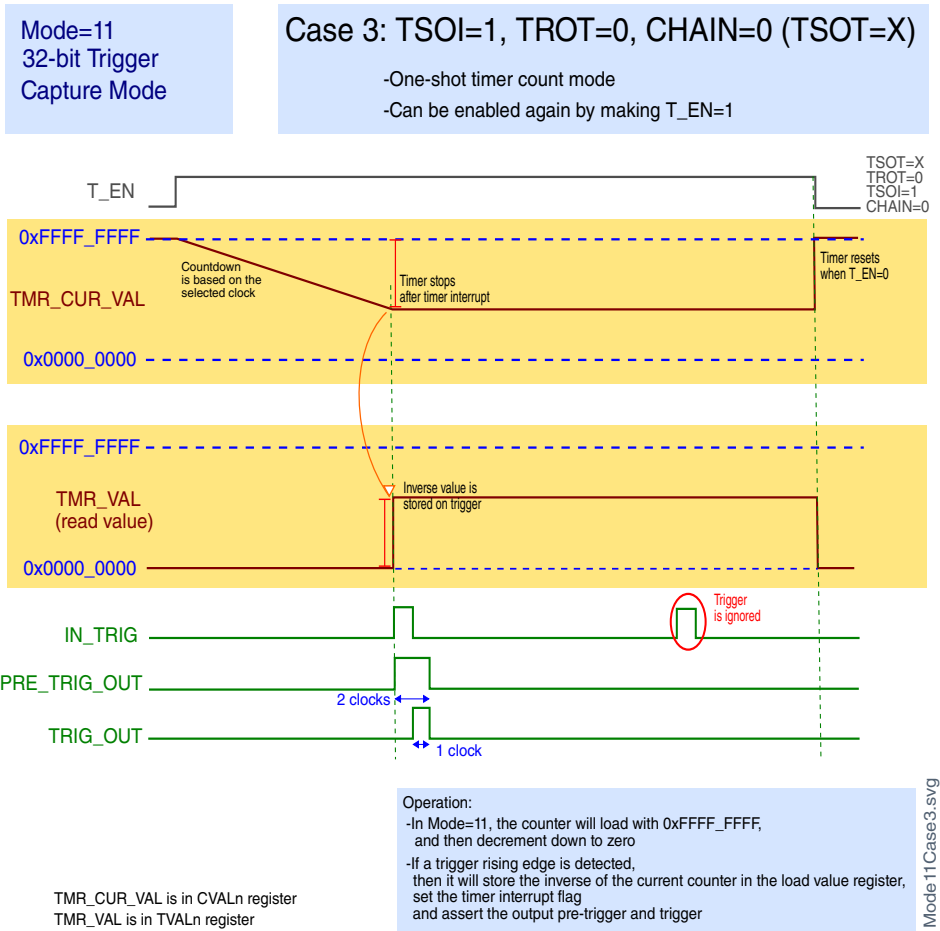 Mode=11
32-bit Trigger
Capture Mode
Case 3: TSOI=1, TROT=0, CHAIN=0 (TSOT=X)
-One-shot timer count mode
-Can be enabled again by making T_EN=1
T_EN
TSOT=X
TROT=0
TSOI=1
CHAIN=0
0xFFFF_FFFF
Countdown
is based on the
selected clock
Timer stops
after timer interrupt
Timer resets
when T_EN=0
TMR_CUR_VAL
0x0000_0000
0xFFFF_FFFF
TMR_VAL
(read value)
Inverse value is
stored on trigger
0x0000_0000
Trigger
is ignored
IN_TRIG
PRE_TRIG_OUT
2 clocks
TRIG_OUT
1 clock
Operation:
-In Mode=11, the counter will load with 0xFFFF_FFFF,
and then decrement down to zero
-If a trigger rising edge is detected,
then it will store the inverse of the current counter in the load value register,
set the timer interrupt flag
and assert the output pre-trigger and trigger
TMR_CUR_VAL is in CVALn register
TMR_VAL is in TVALn register
Mode11Case3.svg